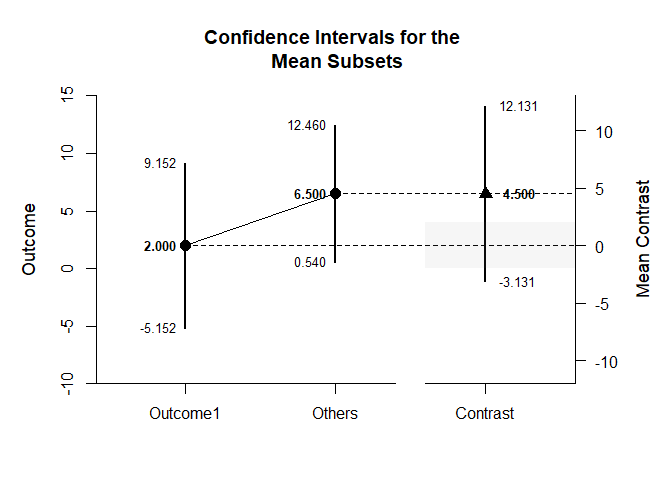 Confidence Intervals for the
Mean Subsets
Outcome
15
10
5
0
-5
-10
9.152
2.000
-5.152
12.460
6.500
0.540
12.131
4.500
-3.131
10
5
0
-5
-10
Mean Contrast
Outcome1
Others
Contrast